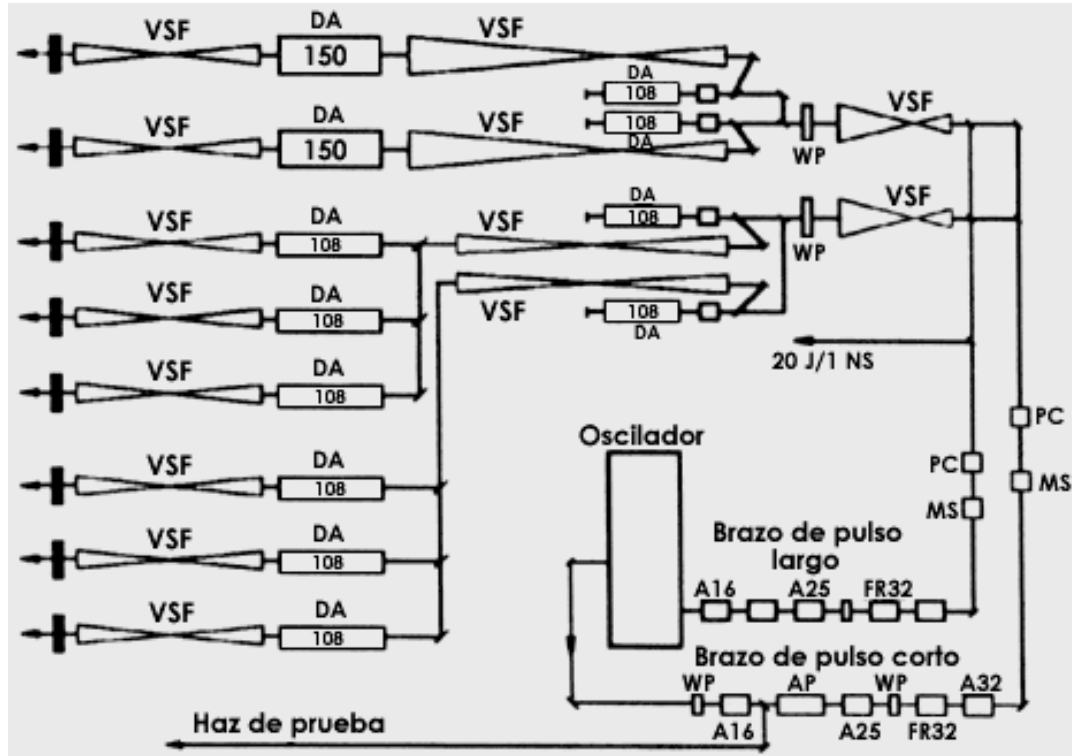 VSF DA VSF
150
DA
108
VSF
108
VSF DA VSF
150
DA
WP
DA
108
VSF
VSF DA VSF
108
WP
VSF DA
108
VSF
108
DA
VSF DA
108
20 J/1 NS
PC
Oscilador
PC
VSF DA
108
MS
MS
Brazo de pulso
largo
VSF DA
108
A16 A25 FR32
VSF DA
108
Brazo de pulso corto
WP AP WP A32
A16 A25 FR32
Haz de prueba